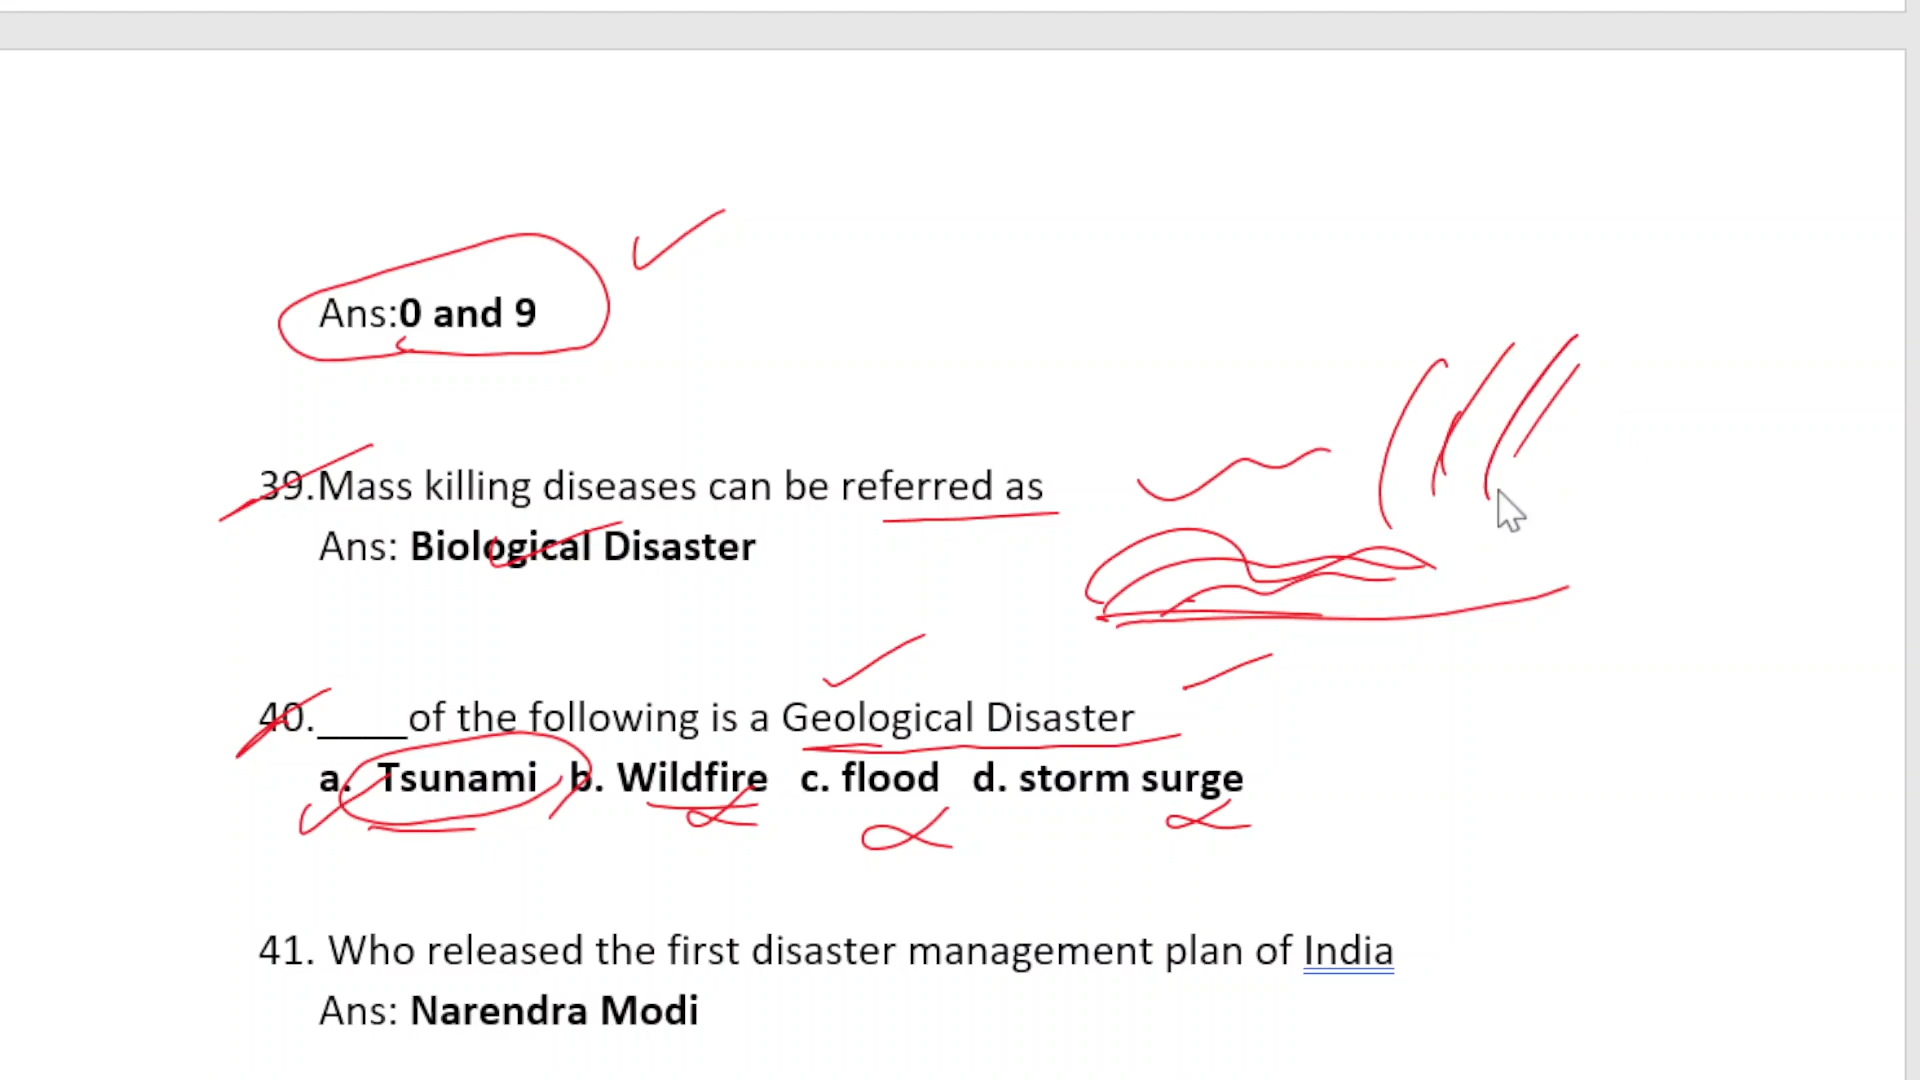 Ans:0 and 9
39.Mass killing diseases can be referred as
Ans: Biological Disaster
40.____of the following is a Geological Disaster
a. Tsunami b. Wildfire c. flood d. storm surge
41. Who released the first disaster management plan of India
Ans: Narendra Modi